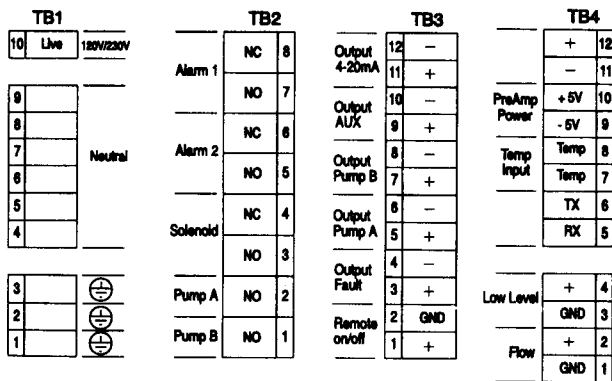 TB1
10 Live 120V/230V
9
8
7 Neutral
6
5
4
3
2
1
TB2
Alarm 1 NC 8
NO 7
Alarm 2 NC 6
NO 5
Solenoid NC 4
NO 3
Pump A NO 2
Pump B NO 1
TB3
Output 4-20mA 12 −
11 +
Output AUX 10 −
9 +
Output Pump B 8 −
7 +
Output Pump A 6 −
5 +
Output Fault 4 −
3 +
Remote on/off 2 GND
1 +
TB4
+ 12
− 11
PreAmp Power +5V 10
-5V 9
Temp Input Temp 8
Temp 7
TX 6
RX 5
Low Level + 4
GND 3
Flow + 2
GND 1